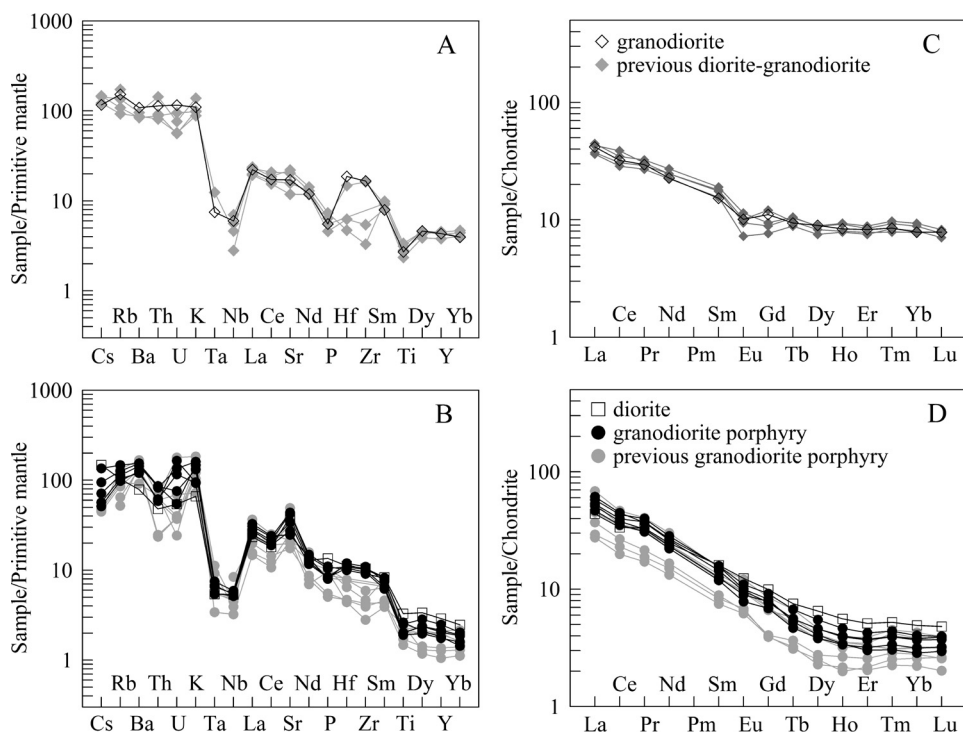 1000
100
10
1
Sample/Primitive mantle
A
Rb Ba Th U K Nb La Ce Sr Nd P Hf Zr Sm Ti Dy Y Yb
Cs Ta
C
granodiorite
previous diorite-granodiorite
100
10
1
Sample/Chondrite
Ce Nd Sm Gd Dy Er Yb
La Pr Pm Eu Tb Ho Tm Lu
1000
100
10
1
Sample/Primitive mantle
B
Rb Th K Nb Ce Nd Hf Sm Dy Yb
Cs Ba U Ta La Sr P Zr Ti Y
D
diorite
granodiorite porphyry
previous granodiorite porphyry
100
10
1
Sample/Chondrite
Ce Nd Sm Gd Dy Er Yb
La Pr Pm Eu Tb Ho Tm Lu